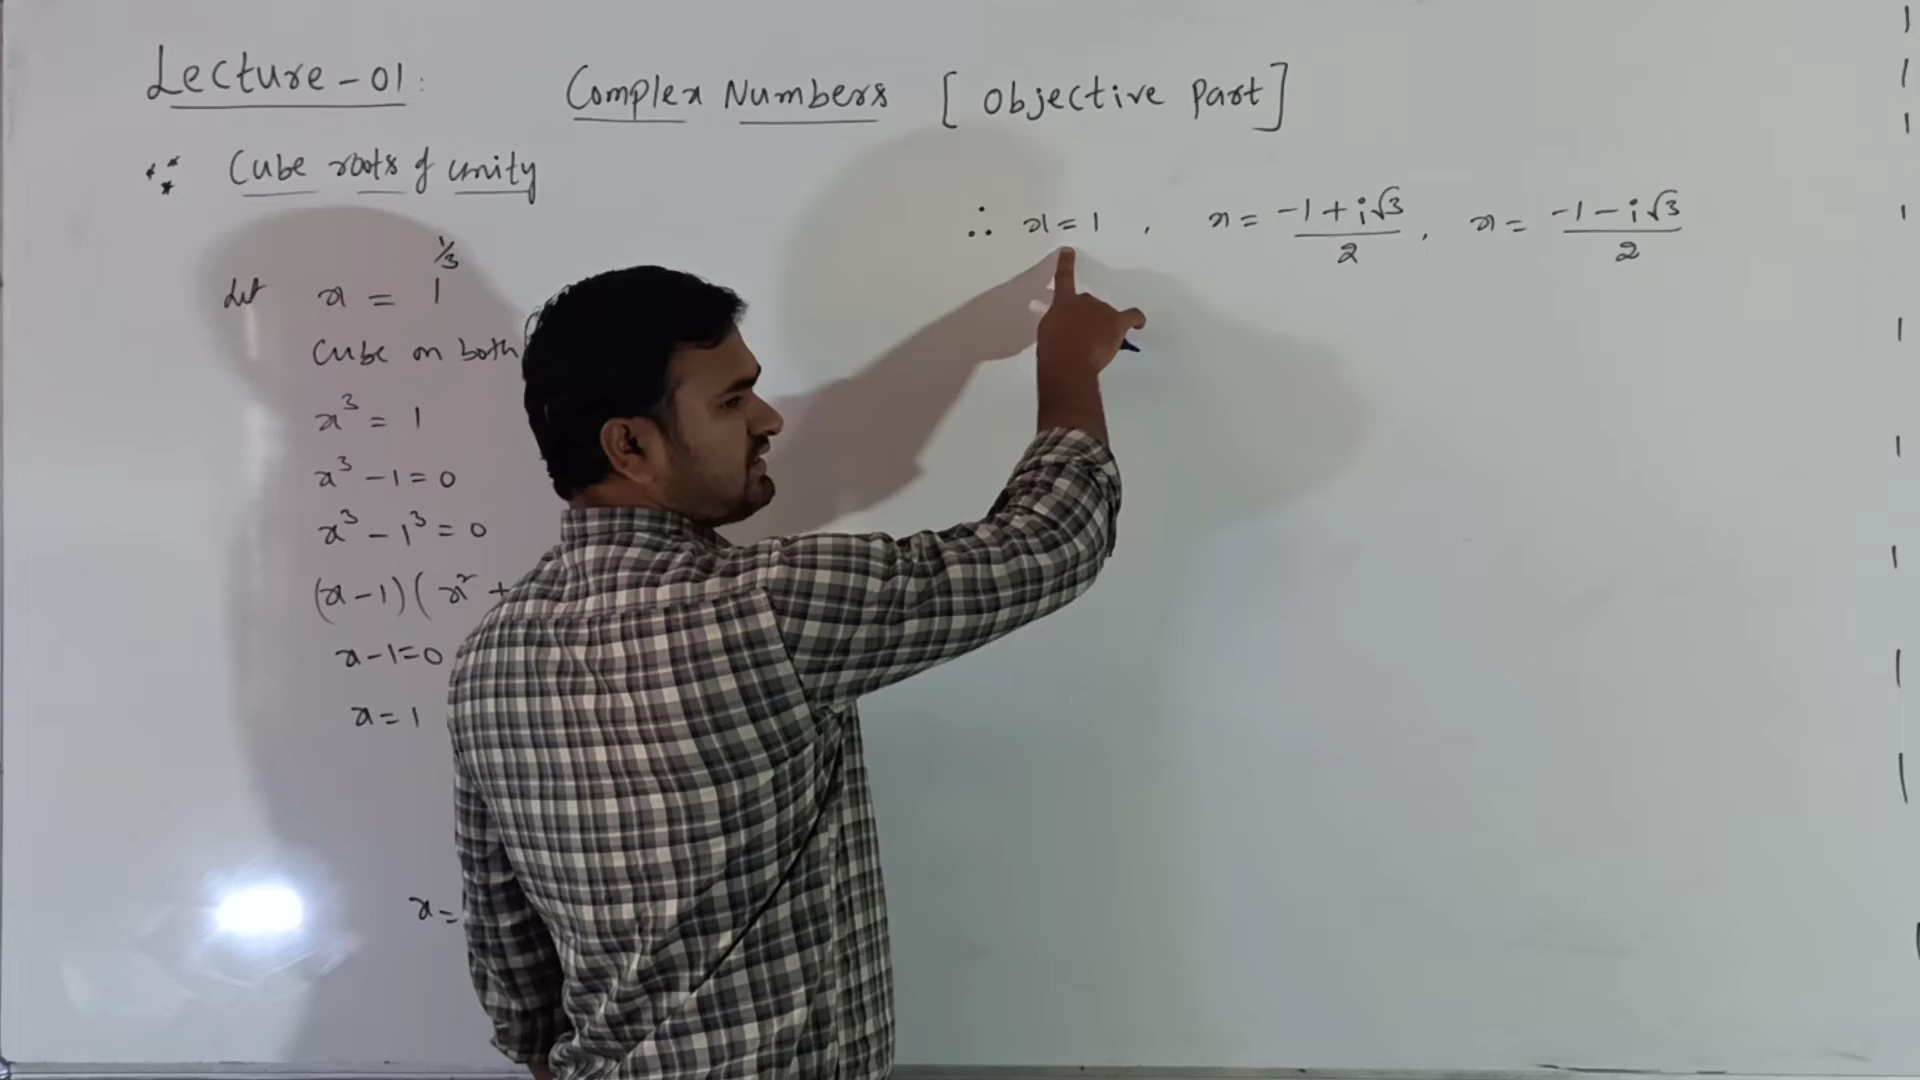 Lecture-01:
Complex Numbers [Objective Part]
Cube roots of unity
Let x = 1^(1/3)
Cube on both
x³ = 1
x³ - 1 = 0
x³ - 1³ = 0
(x-1)(x² +
x-1=0
x=1
x=
∴ x=1, x = (-1+i√3)/2, x = (-1-i√3)/2